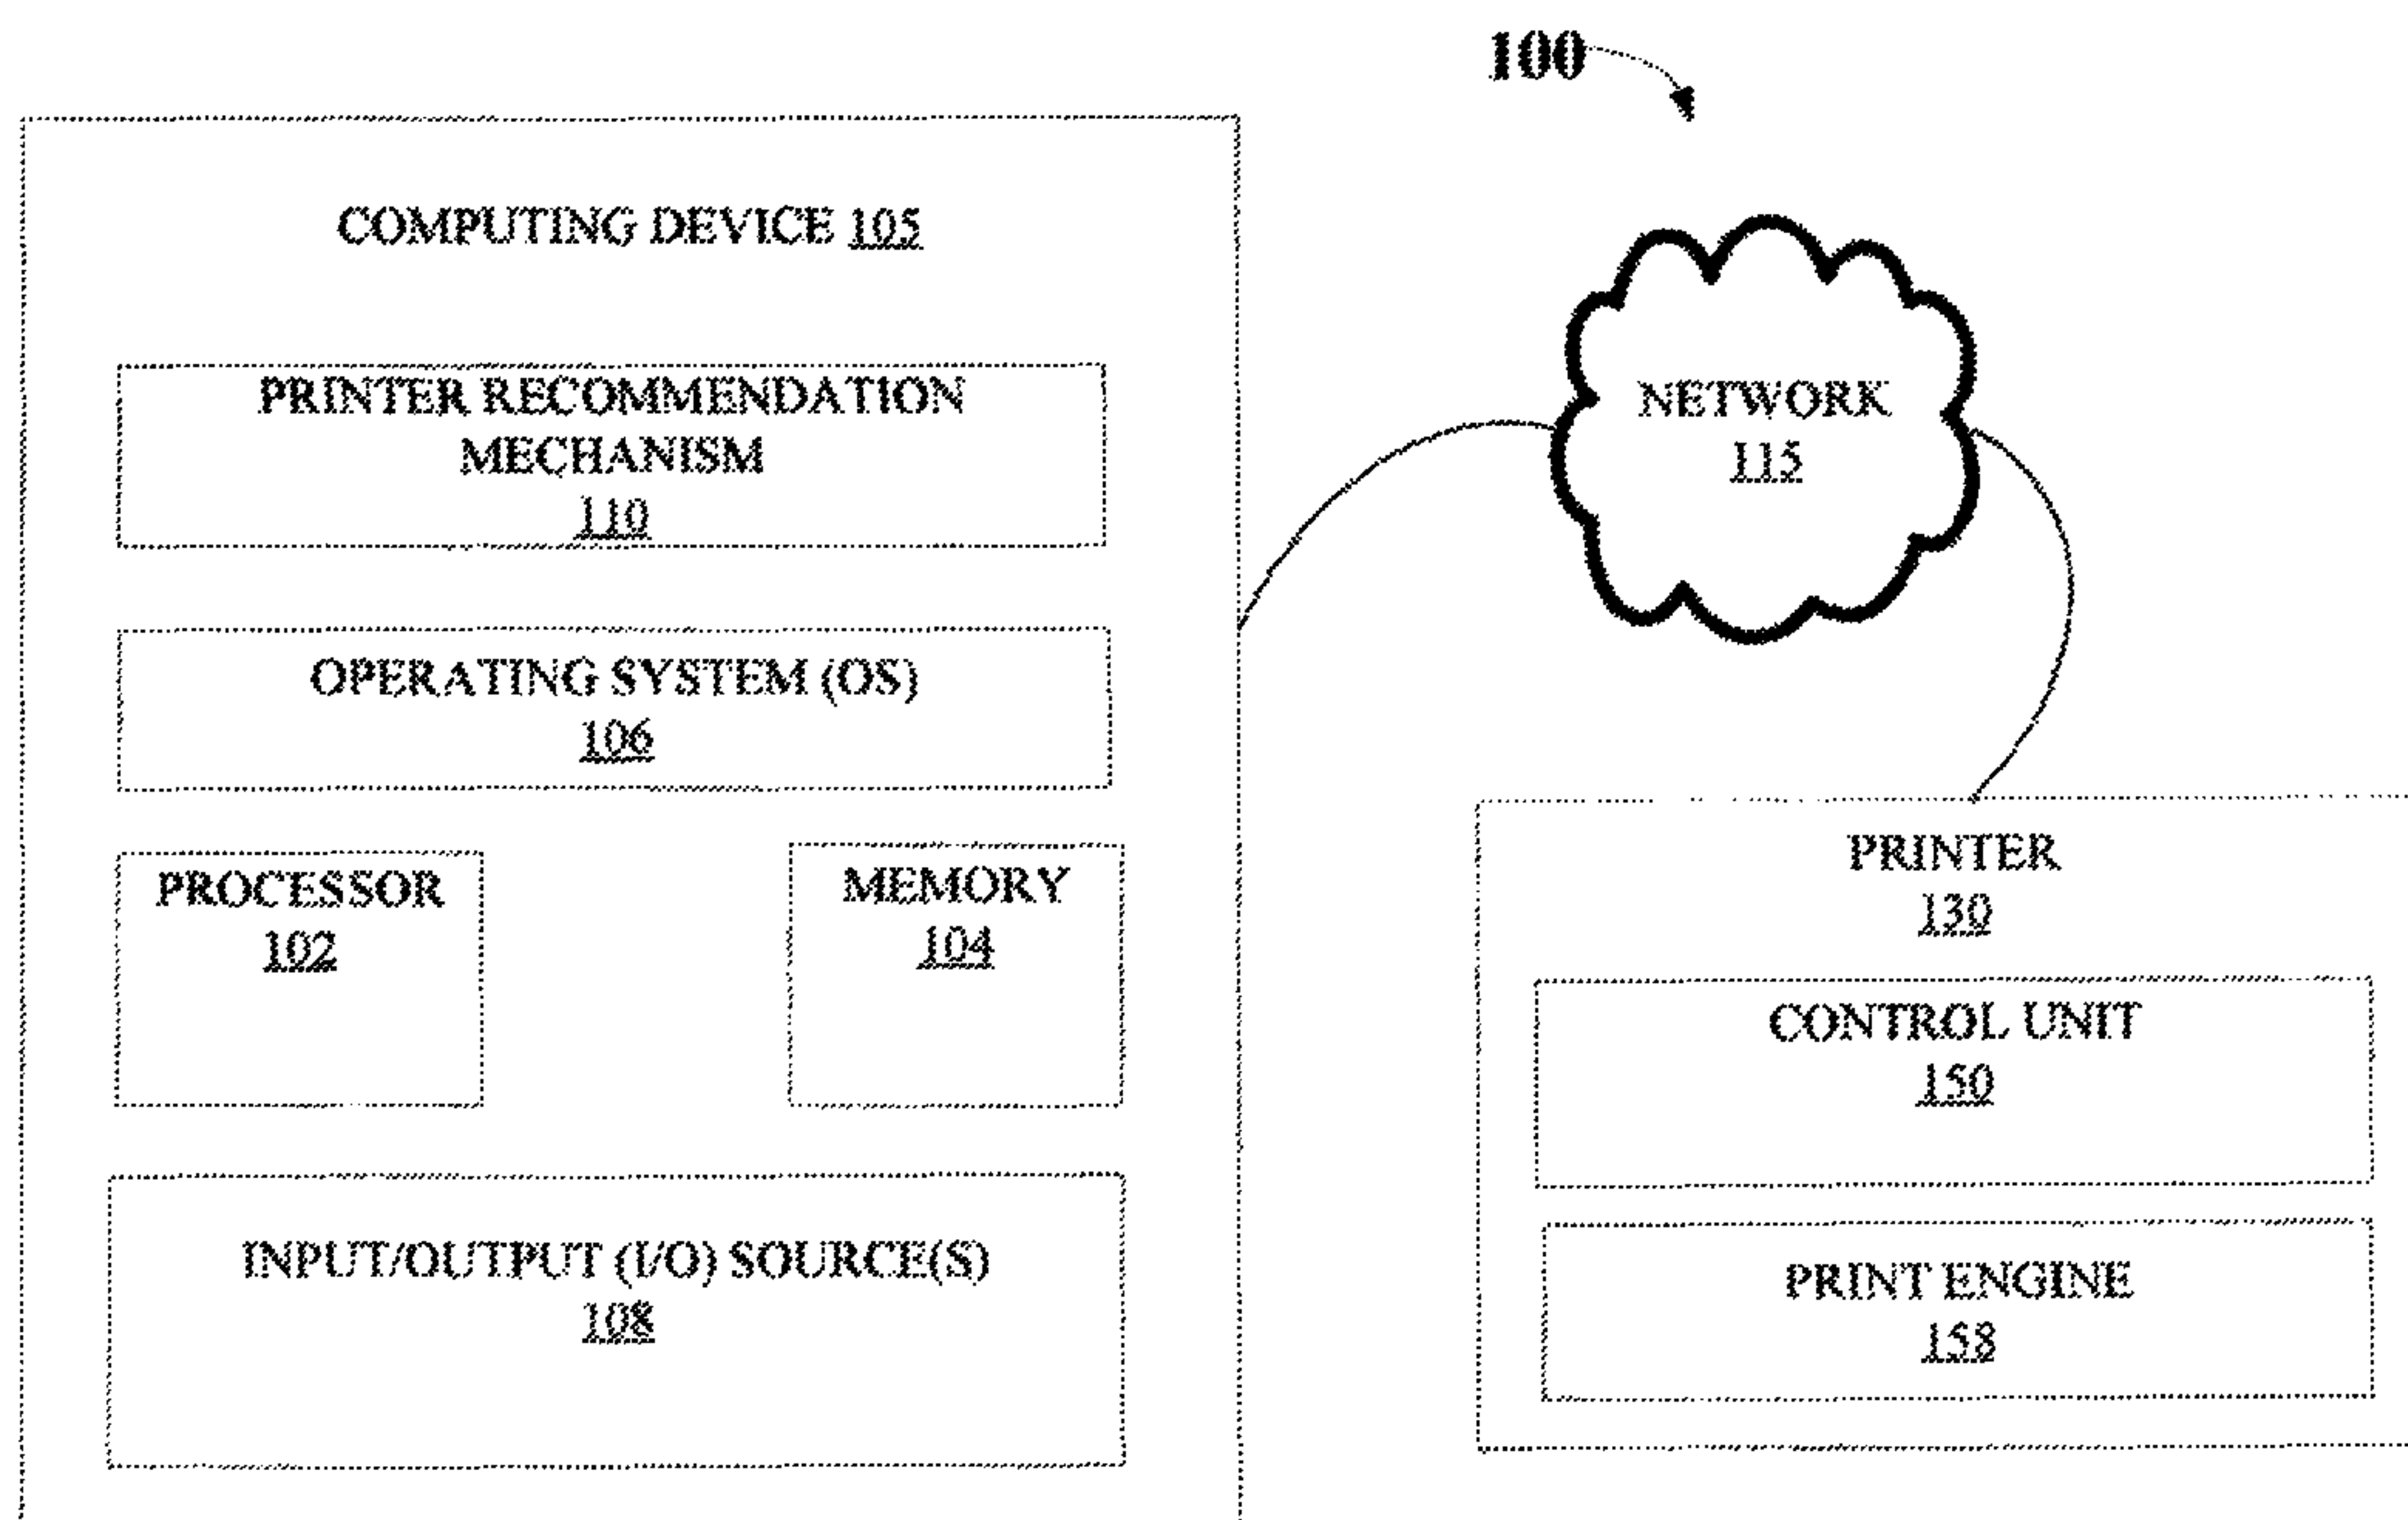 100
COMPUTING DEVICE 105
PRINTER RECOMMENDATION
MECHANISM
110
OPERATING SYSTEM (OS)
106
PROCESSOR
102
MEMORY
104
INPUT/OUTPUT (I/O) SOURCE(S)
108
NETWORK
115
PRINTER
130
CONTROL UNIT
150
PRINT ENGINE
158